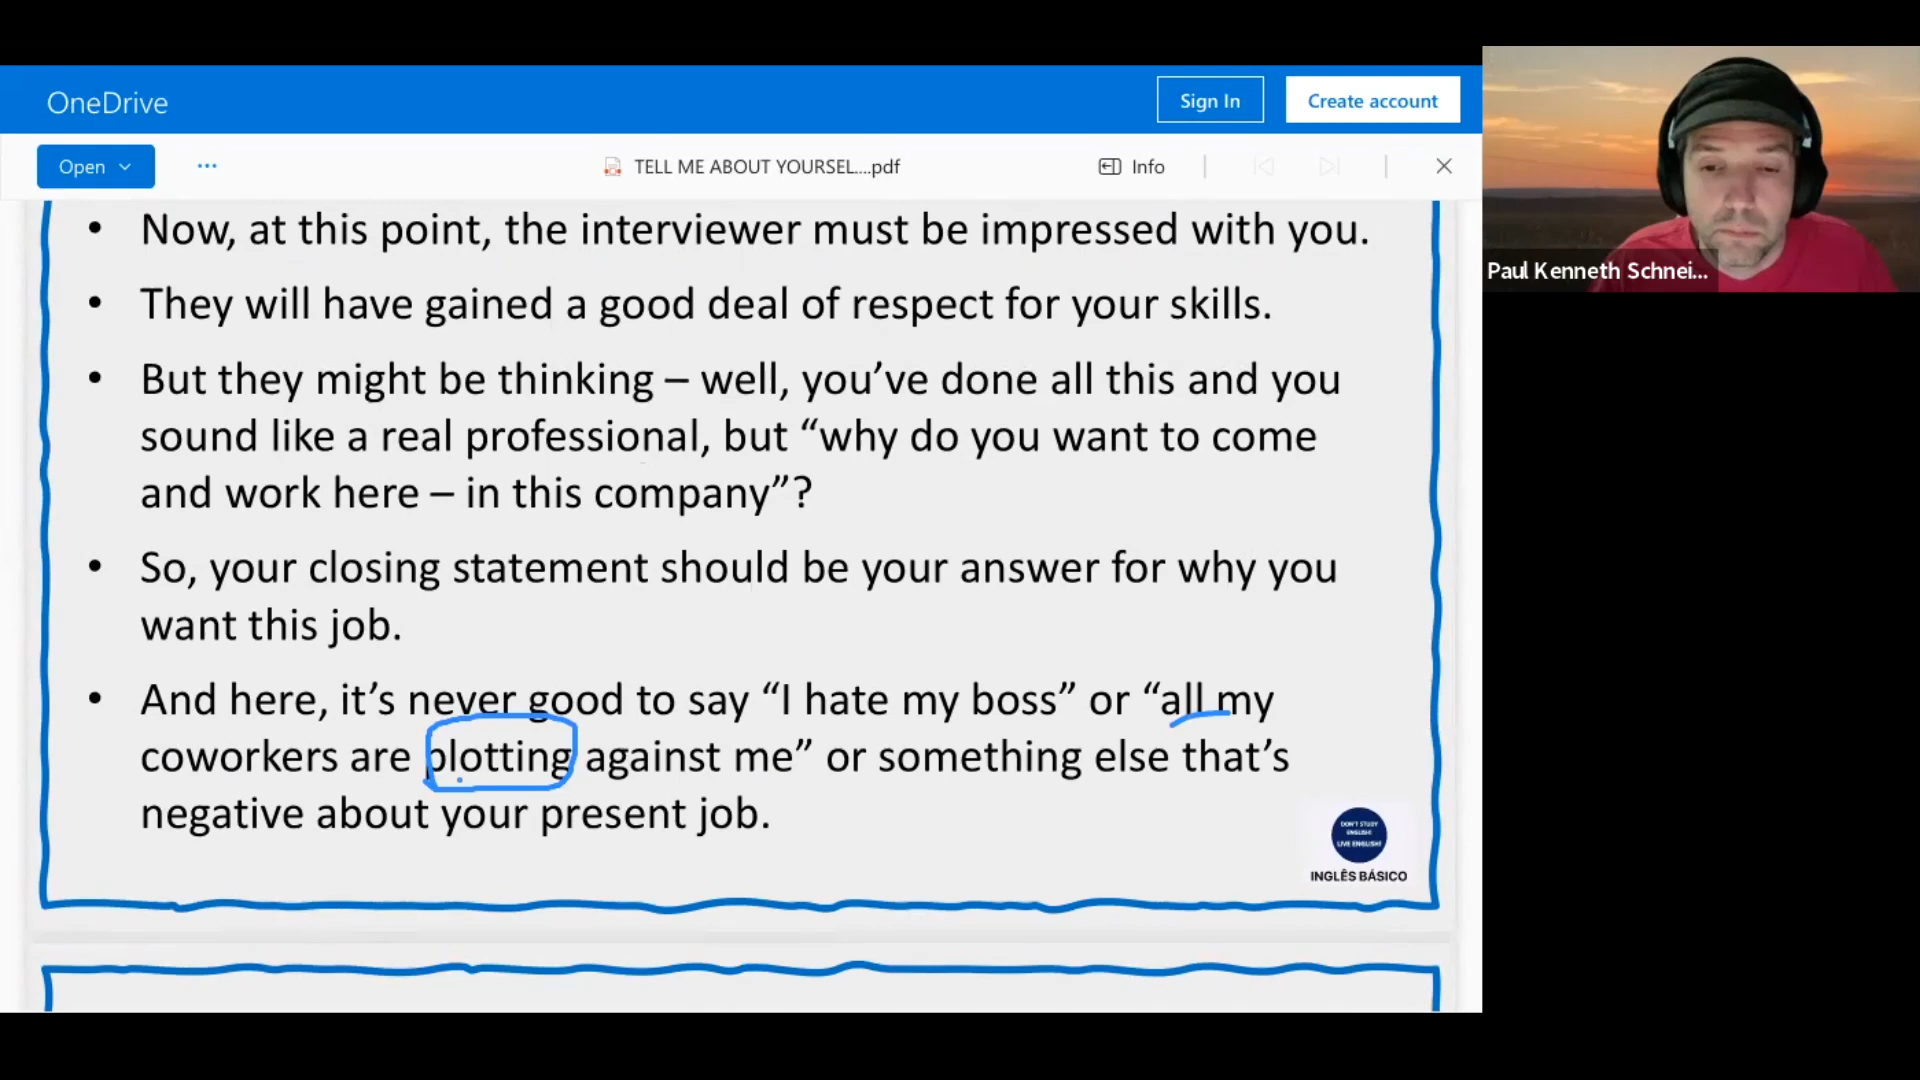 OneDrive
Sign In
Create account
Open
TELL ME ABOUT YOURSEL....pdf
Info
Paul Kenneth Schnei...
• Now, at this point, the interviewer must be impressed with you.
• They will have gained a good deal of respect for your skills.
• But they might be thinking – well, you’ve done all this and you
sound like a real professional, but “why do you want to come
and work here – in this company”?
• So, your closing statement should be your answer for why you
want this job.
• And here, it’s never good to say “I hate my boss” or “all my
coworkers are plotting against me” or something else that’s
negative about your present job.
DON'T STUDY
ENGLISH!
LIVE ENGLISH!
INGLÊS BÁSICO